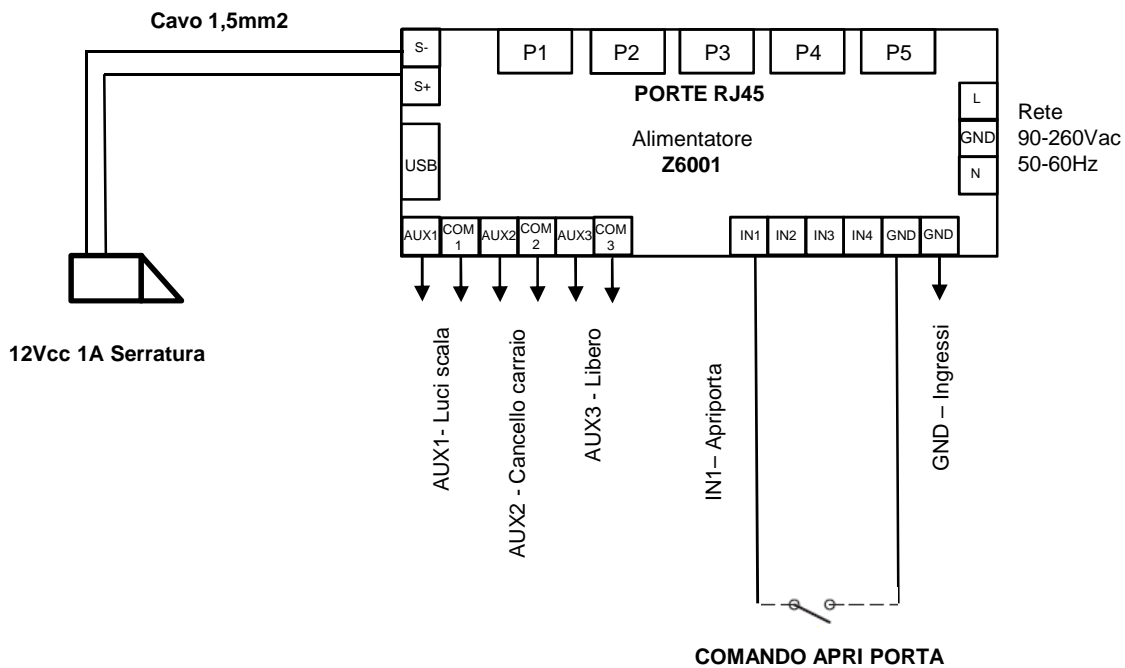 Cavo 1,5mm2
S-
S+
USB
P1
P2
P3
P4
P5
PORTE RJ45
Alimentatore
Z6001
L
GND
N
Rete
90-260Vac
50-60Hz
AUX1
COM
1
AUX2
COM
2
AUX3
COM
3
IN1
IN2
IN3
IN4
GND
GND
12Vcc 1A Serratura
AUX1- Luci scala
AUX2 - Cancello carraio
AUX3 - Libero
IN1– Apriporta
GND – Ingressi
COMANDO APRI PORTA